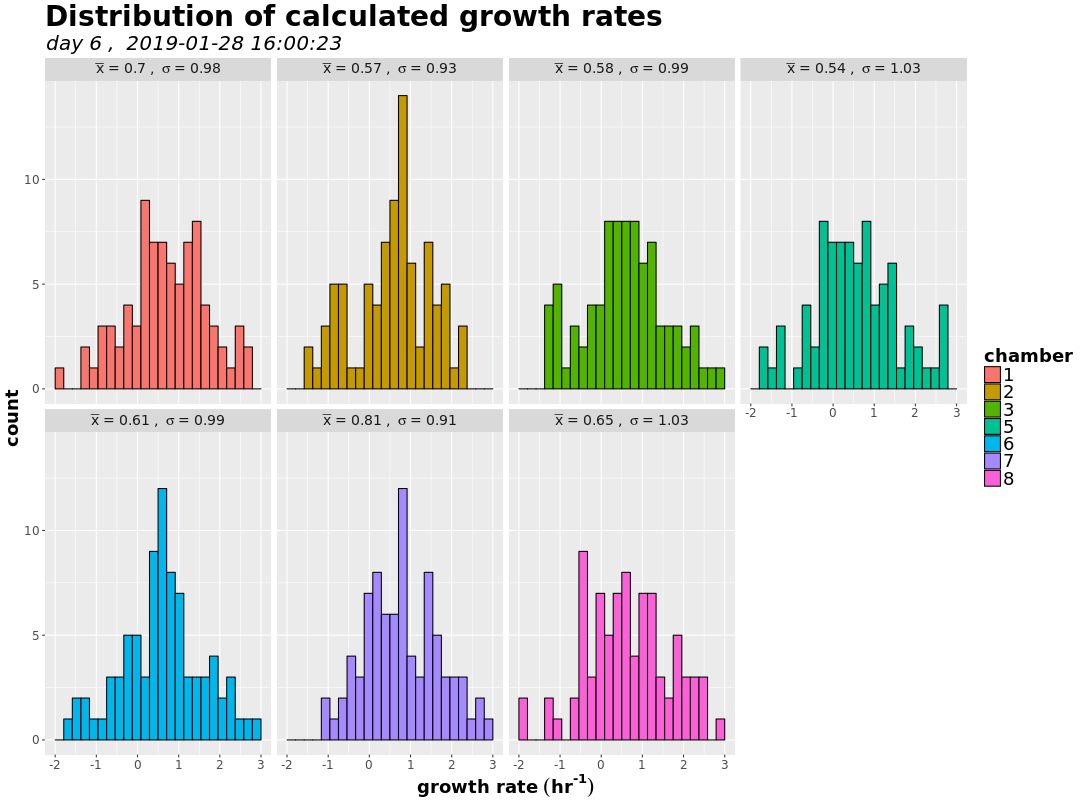 Distribution of calculated growth rates
day 6 ,  2019-01-28 16:00:23
x̅ = 0.7 ,  σ = 0.98
x̅ = 0.57 ,  σ = 0.93
x̅ = 0.58 ,  σ = 0.99
x̅ = 0.54 ,  σ = 1.03
10
5
0
-2 -1 0 1 2 3
count
x̅ = 0.61 ,  σ = 0.99
x̅ = 0.81 ,  σ = 0.91
x̅ = 0.65 ,  σ = 1.03
10
5
0
-2 -1 0 1 2 3
-2 -1 0 1 2 3
-2 -1 0 1 2 3
growth rate (hr⁻¹)
chamber
1
2
3
5
6
7
8